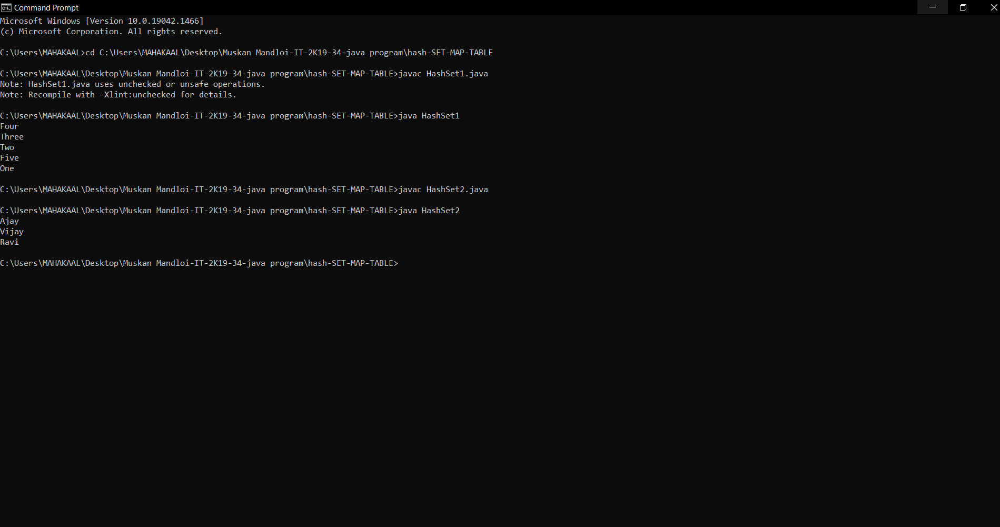 Command Prompt
Microsoft Windows [Version 10.0.19042.1466]
(c) Microsoft Corporation. All rights reserved.
C:\Users\MAHAKAAL>cd C:\Users\MAHAKAAL\Desktop\Muskan Mandloi-IT-2K19-34-java program\hash-SET-MAP-TABLE
C:\Users\MAHAKAAL\Desktop\Muskan Mandloi-IT-2K19-34-java program\hash-SET-MAP-TABLE>javac HashSet1.java
Note: HashSet1.java uses unchecked or unsafe operations.
Note: Recompile with -Xlint:unchecked for details.
C:\Users\MAHAKAAL\Desktop\Muskan Mandloi-IT-2K19-34-java program\hash-SET-MAP-TABLE>java HashSet1
Four
Three
Two
Five
One
C:\Users\MAHAKAAL\Desktop\Muskan Mandloi-IT-2K19-34-java program\hash-SET-MAP-TABLE>javac HashSet2.java
C:\Users\MAHAKAAL\Desktop\Muskan Mandloi-IT-2K19-34-java program\hash-SET-MAP-TABLE>java HashSet2
Ajay
Vijay
Ravi
C:\Users\MAHAKAAL\Desktop\Muskan Mandloi-IT-2K19-34-java program\hash-SET-MAP-TABLE>